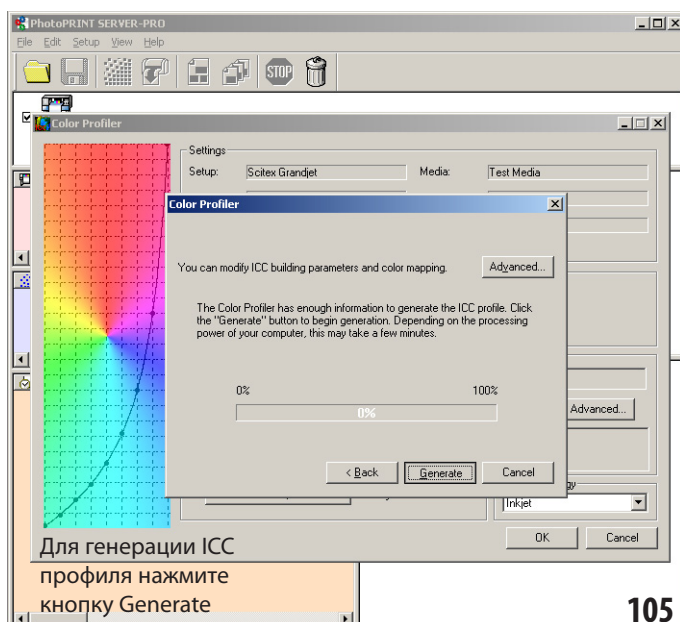 PhotoPRINT SERVER-PRO
File Edit Setup View Help
STOP
Color Profiler
Settings
Setup: Scitex Grandjet Media: Test Media
Color Profiler
You can modify ICC building parameters and color mapping. Advanced...
The Color Profiler has enough information to generate the ICC profile. Click
the "Generate" button to begin generation. Depending on the processing
power of your computer, this may take a few minutes.
0% 100%
0%
Advanced...
< Back Generate Cancel
Inkjet
OK Cancel
Для генерации ICC
профиля нажмите
кнопку Generate
105